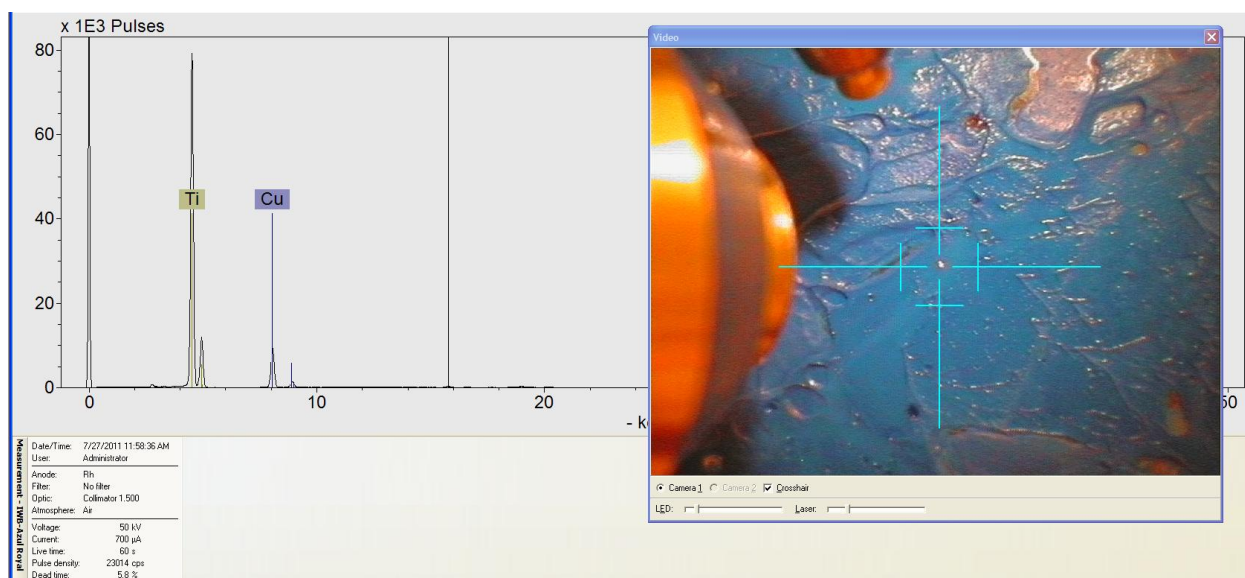 x 1E3 Pulses
80
60
40
20
0
Ti
Cu
0
10
20
50
- ke
Video
Camera 1
Camera 2
Crosshair
LED:
Laser:
Measurement - IWB-Azul Royal
Date/Time: 7/27/2011 11:58:36 AM
User: Administrator
Anode: Rh
Filter: No filter
Optic: Collimator 1.500
Atmosphere: Air
Voltage: 50 kV
Current: 700 µA
Live time: 60 s
Pulse density: 23014 cps
Dead time: 5.8 %